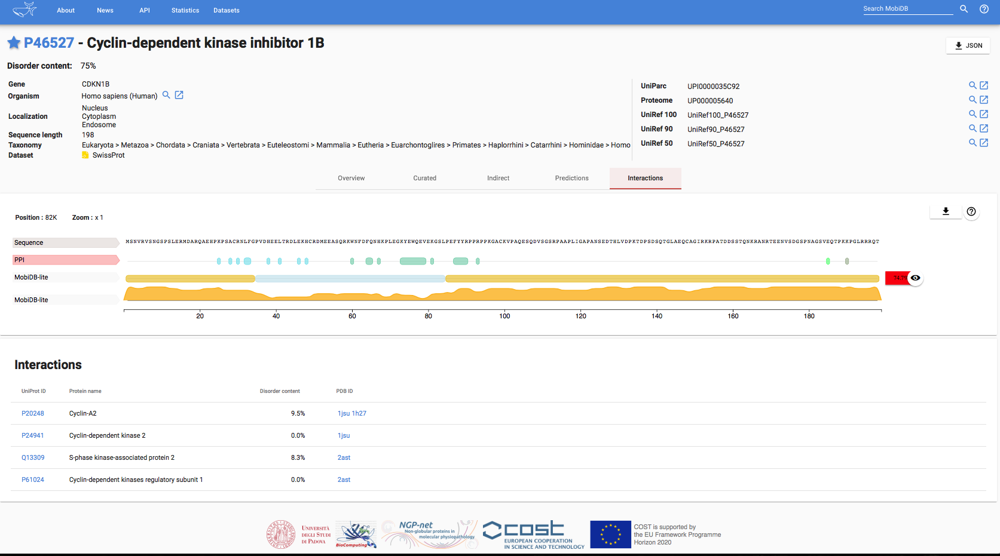 About News API Statistics Datasets Search MobiDB
P46527 - Cyclin-dependent kinase inhibitor 1B
JSON
Disorder content: 75%
Gene CDKN1B
Organism Homo sapiens (Human)
Localization Nucleus
Cytoplasm
Endosome
Sequence length 198
Taxonomy Eukaryota > Metazoa > Chordata > Craniata > Vertebrata > Euteleostomi > Mammalia > Eutheria > Euarchontoglires > Primates > Haplorrhini > Catarrhini > Hominidae > Homo
Dataset SwissProt
UniParc UPI0000035C92
Proteome UP000005640
UniRef 100 UniRef100_P46527
UniRef 90 UniRef90_P46527
UniRef 50 UniRef50_P46527
Overview Curated Indirect Predictions Interactions
Position : 82K Zoom : x 1
Sequence MSNVRVSNGSPSLERMDARQAEHPKPSACRNLFGPVDHEELTRDLEKHCRDMEEASQRKWNFDFQNHKPLEGKYEWQEVEKGSLPEFYYRPPRPPKGACKVPAQESQDVSGSRPAAPLIGAPANSEDTHLVDPKTDPSDSQTGLAEQCAGIRKRPATDDSSTQNKRANRTEENVSDGSPNAGSVEQTPKKPGLRRRQT
PPI
MobiDB-lite 74.7%
MobiDB-lite
20 40 60 80 100 120 140 160 180
Interactions
UniProt ID Protein name Disorder content PDB ID
P20248 Cyclin-A2 9.5% 1jsu 1h27
P24941 Cyclin-dependent kinase 2 0.0% 1jsu
Q13309 S-phase kinase-associated protein 2 8.3% 2ast
P61024 Cyclin-dependent kinases regulatory subunit 1 0.0% 2ast
UNIVERSITÀ
DEGLI STUDI
DI PADOVA
BioComputing
NGP-net
Non-globular proteins in
molecular physiopathology
cost
EUROPEAN COOPERATION
IN SCIENCE AND TECHNOLOGY
COST is supported by
the EU Framework Programme
Horizon 2020